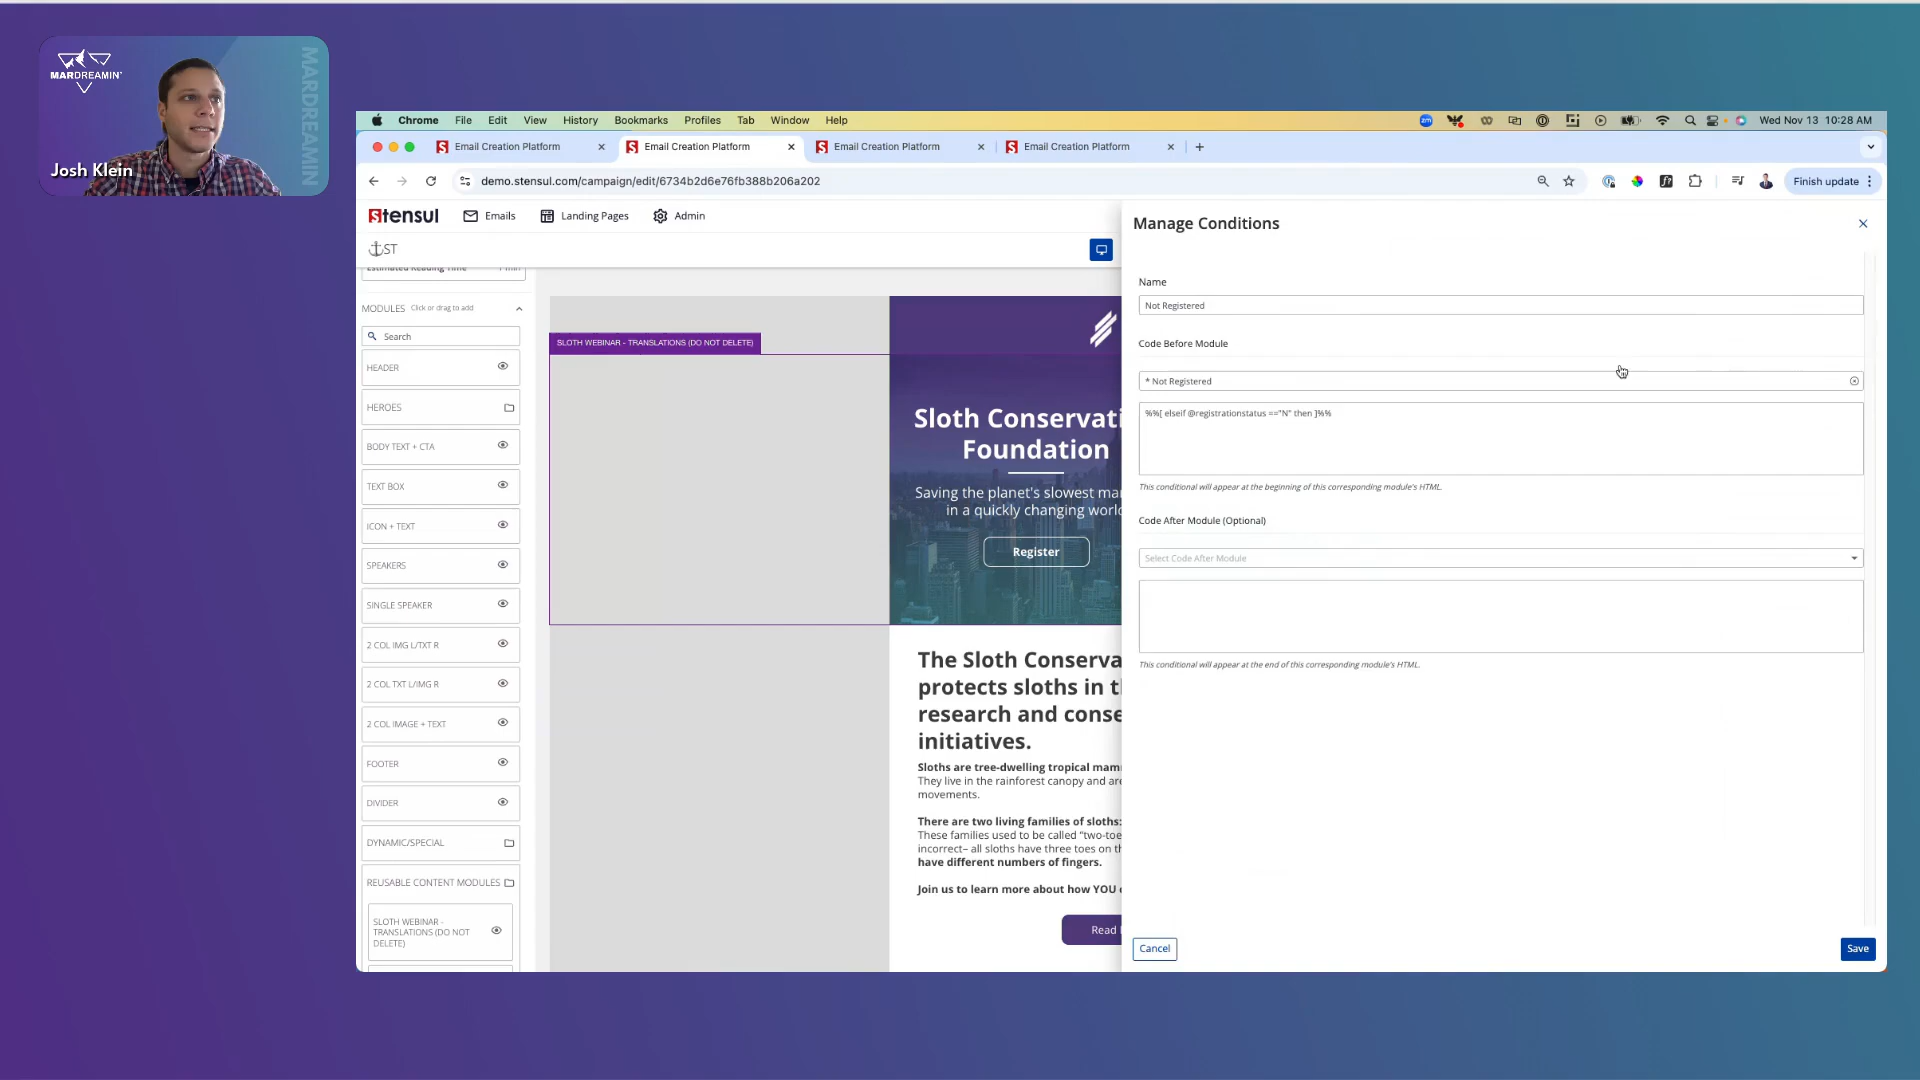 MARDREAMIN'
MARDREAMIN
Josh Klein
Chrome File Edit View History Bookmarks Profiles Tab Window Help
zm
Wed Nov 13 10:28 AM
Email Creation Platform
Email Creation Platform
Email Creation Platform
Email Creation Platform
demo.stensul.com/campaign/edit/6734b2d6e76fb388b206a202
Finish update
Stensul
Emails
Landing Pages
Admin
ST
Estimated Reading Time
1 min
MODULES Click or drag to add
Search
HEADER
HEROES
BODY TEXT + CTA
TEXT BOX
ICON + TEXT
SPEAKERS
SINGLE SPEAKER
2 COL IMG L/TXT R
2 COL TXT L/IMG R
2 COL IMAGE + TEXT
FOOTER
DIVIDER
DYNAMIC/SPECIAL
REUSABLE CONTENT MODULES
SLOTH WEBINAR -
TRANSLATIONS (DO NOT
DELETE)
SLOTH WEBINAR - TRANSLATIONS (DO NOT DELETE)
Sloth Conservati
Foundation
Saving the planet's slowest ma
in a quickly changing worl
Register
The Sloth Conserva
protects sloths in t
research and conse
initiatives.
Sloths are tree-dwelling tropical mam
They live in the rainforest canopy and are
movements.
There are two living families of sloths:
These families used to be called "two-toe
incorrect– all sloths have three toes on th
have different numbers of fingers.
Join us to learn more about how YOU c
Read
Manage Conditions
Name
Not Registered
Code Before Module
* Not Registered
%%[ elseif @registrationstatus =="N" then ]%%
This conditional will appear at the beginning of this corresponding module's HTML.
Code After Module (Optional)
Select Code After Module
This conditional will appear at the end of this corresponding module's HTML.
Cancel
Save